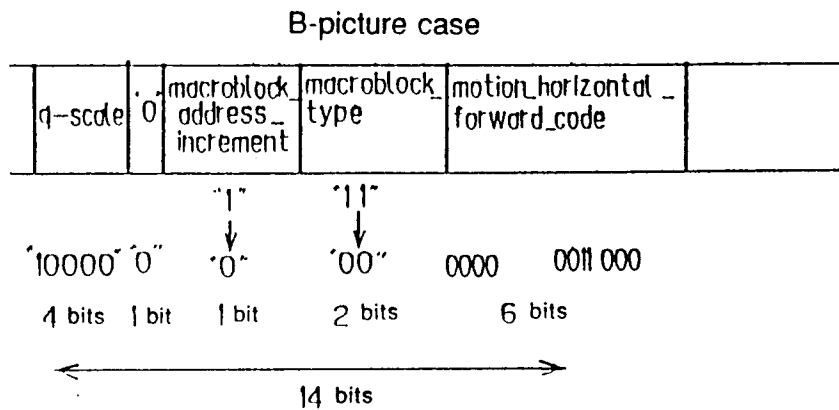 B-picture case
q-scale "0" macroblock_ address_ increment macroblock_ type motion_horizontal_ forward_code
"1" "11"
"10000" "0" "0" "00" 0000 0011 000
4 bits 1 bit 1 bit 2 bits 6 bits
14 bits